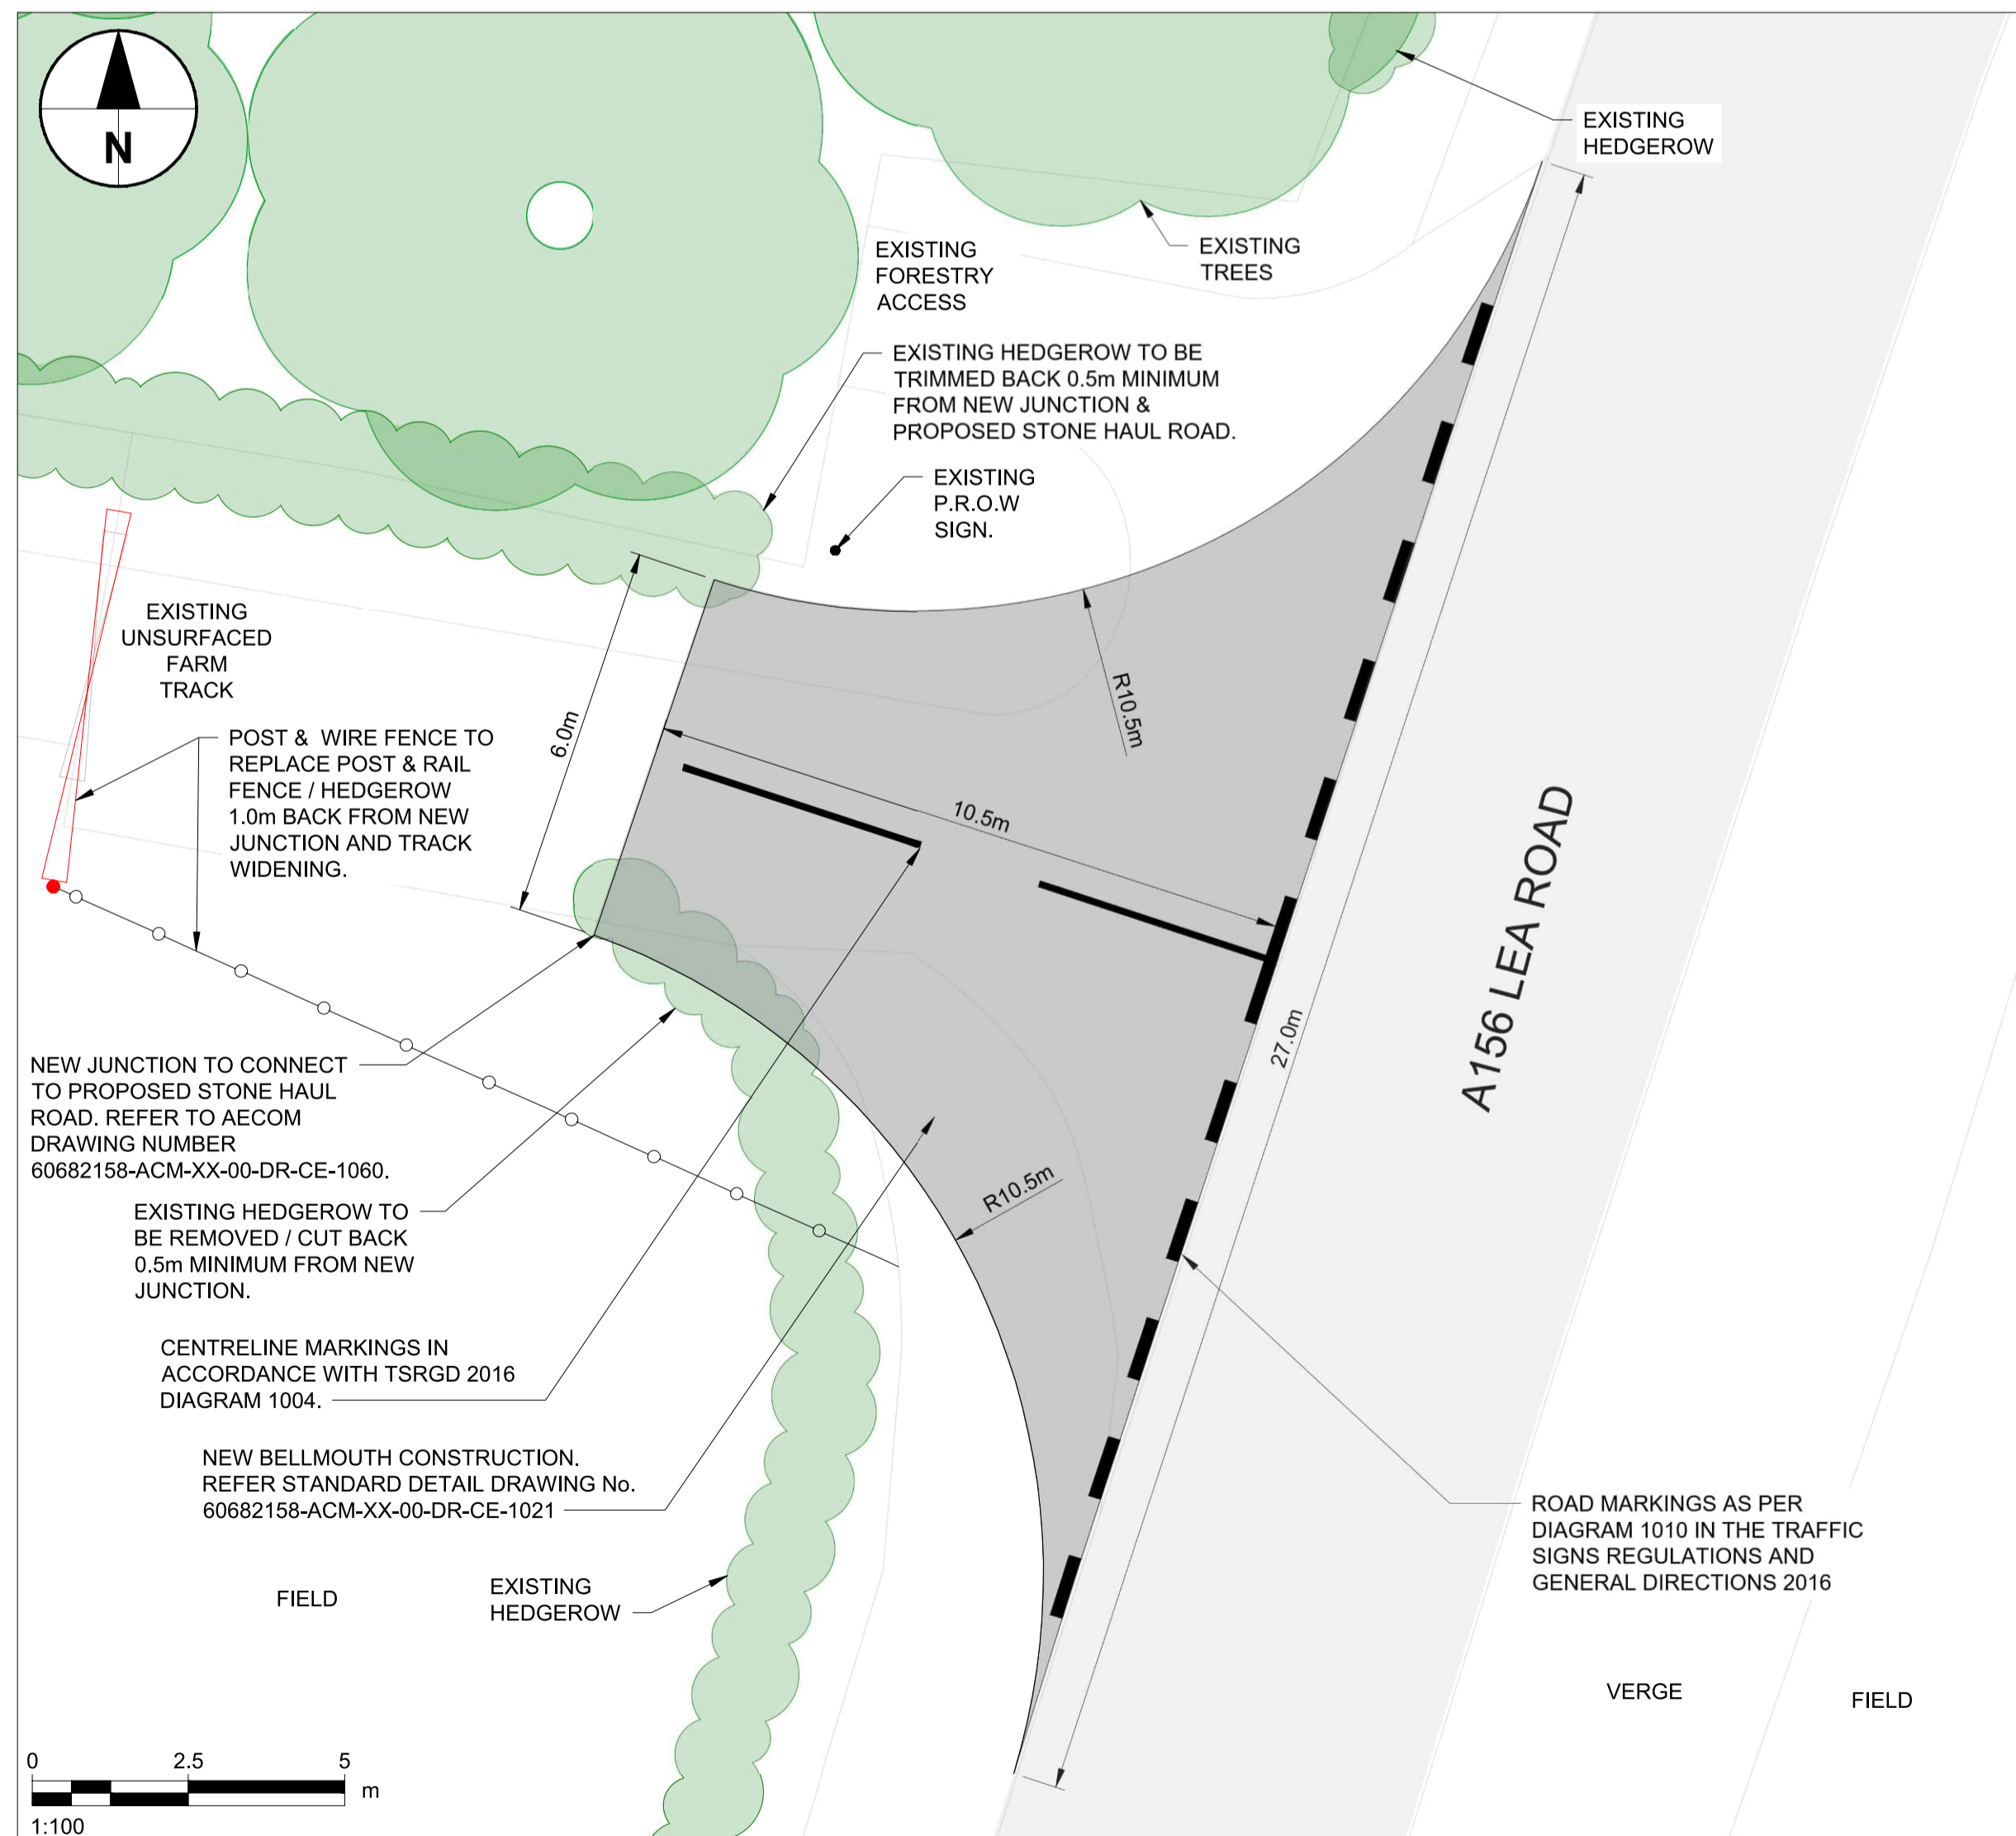 N
EXISTING
HEDGEROW
EXISTING
TREES
EXISTING
FORESTRY
ACCESS
EXISTING HEDGEROW TO BE
TRIMMED BACK 0.5m MINIMUM
FROM NEW JUNCTION &
PROPOSED STONE HAUL ROAD.
EXISTING
P.R.O.W
SIGN.
EXISTING
UNSURFACED
FARM
TRACK
6.0m
R10.5m
POST & WIRE FENCE TO
REPLACE POST & RAIL
FENCE / HEDGEROW
1.0m BACK FROM NEW
JUNCTION AND TRACK
WIDENING.
10.5m
A156 LEA ROAD
27.0m
NEW JUNCTION TO CONNECT
TO PROPOSED STONE HAUL
ROAD. REFER TO AECOM
DRAWING NUMBER
60682158-ACM-XX-00-DR-CE-1060.
R10.5m
EXISTING HEDGEROW TO
BE REMOVED / CUT BACK
0.5m MINIMUM FROM NEW
JUNCTION.
CENTRELINE MARKINGS IN
ACCORDANCE WITH TSRGD 2016
DIAGRAM 1004.
NEW BELLMOUTH CONSTRUCTION.
REFER STANDARD DETAIL DRAWING No.
60682158-ACM-XX-00-DR-CE-1021
ROAD MARKINGS AS PER
DIAGRAM 1010 IN THE TRAFFIC
SIGNS REGULATIONS AND
GENERAL DIRECTIONS 2016
FIELD
EXISTING
HEDGEROW
VERGE
FIELD
0 2.5 5
m
1:100